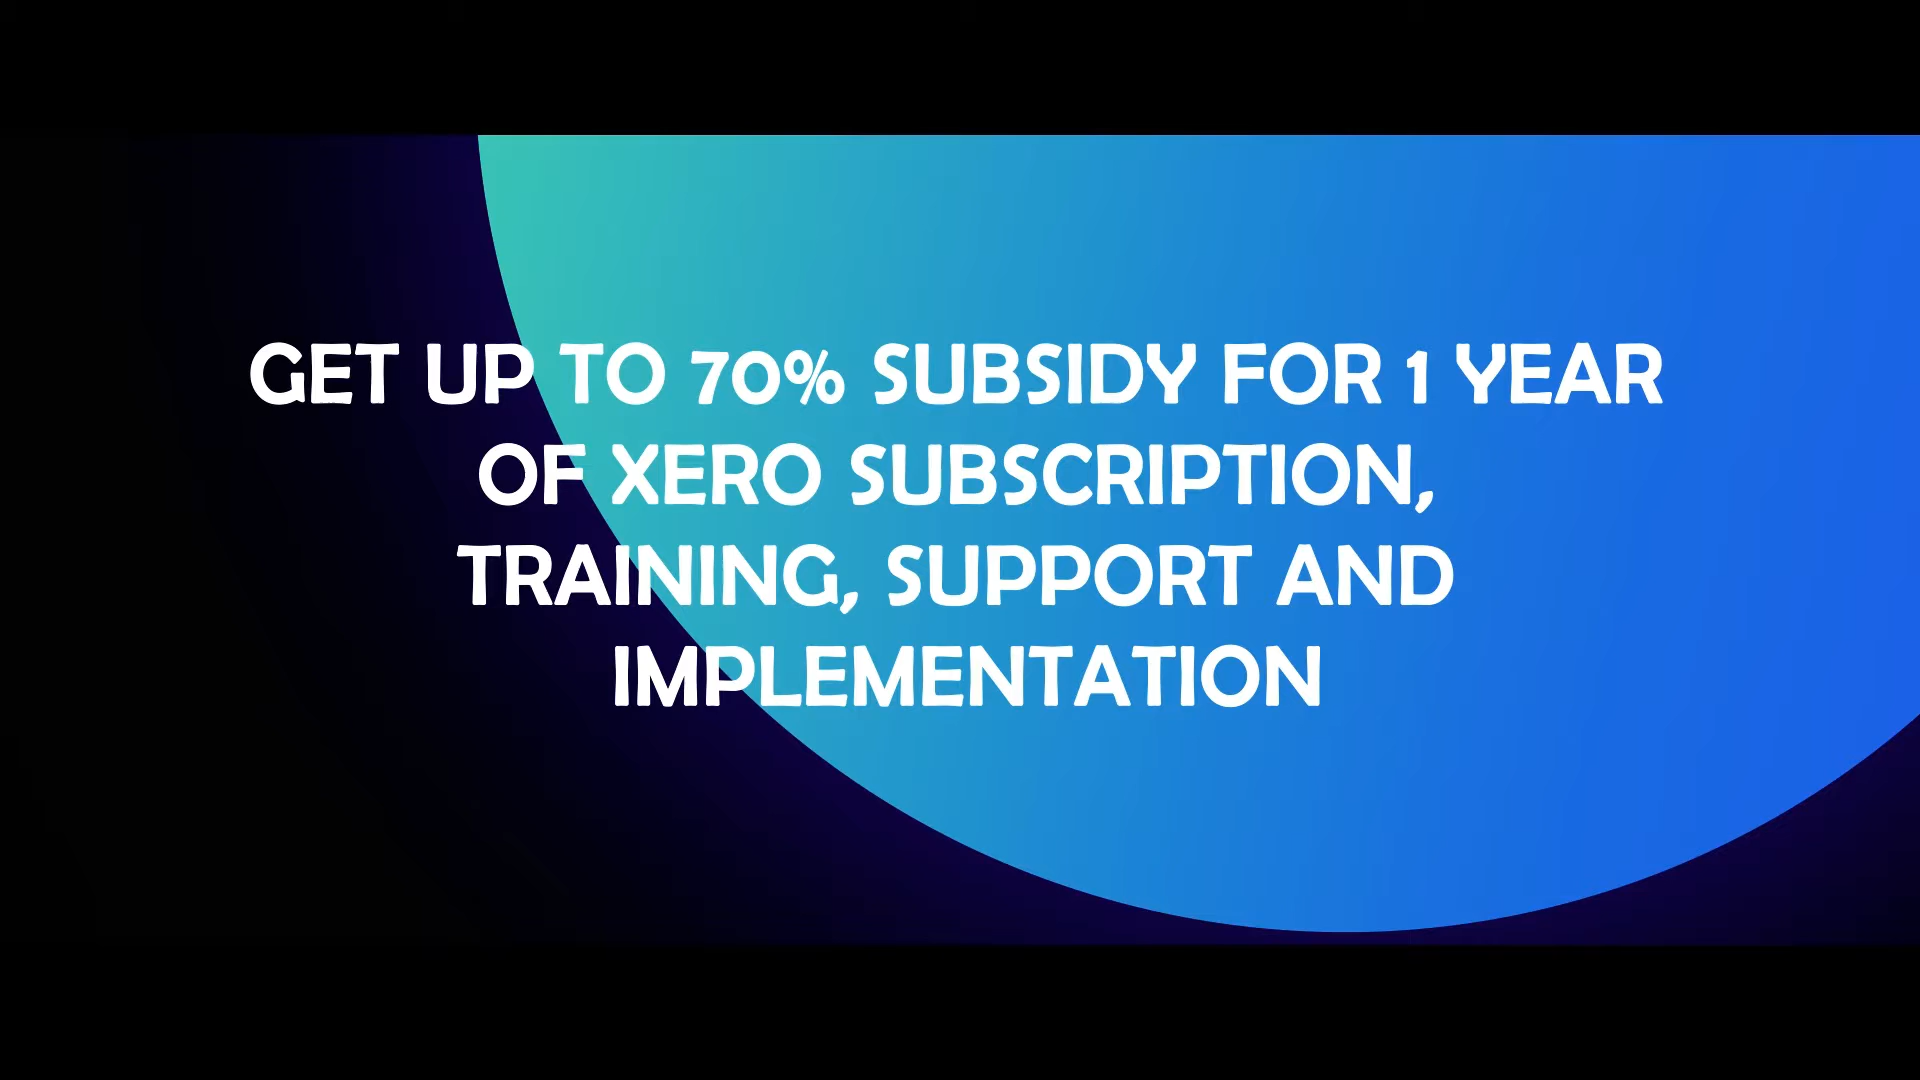 GET UP TO 70% SUBSIDY FOR 1 YEAR
OF XERO SUBSCRIPTION,
TRAINING, SUPPORT AND
IMPLEMENTATION